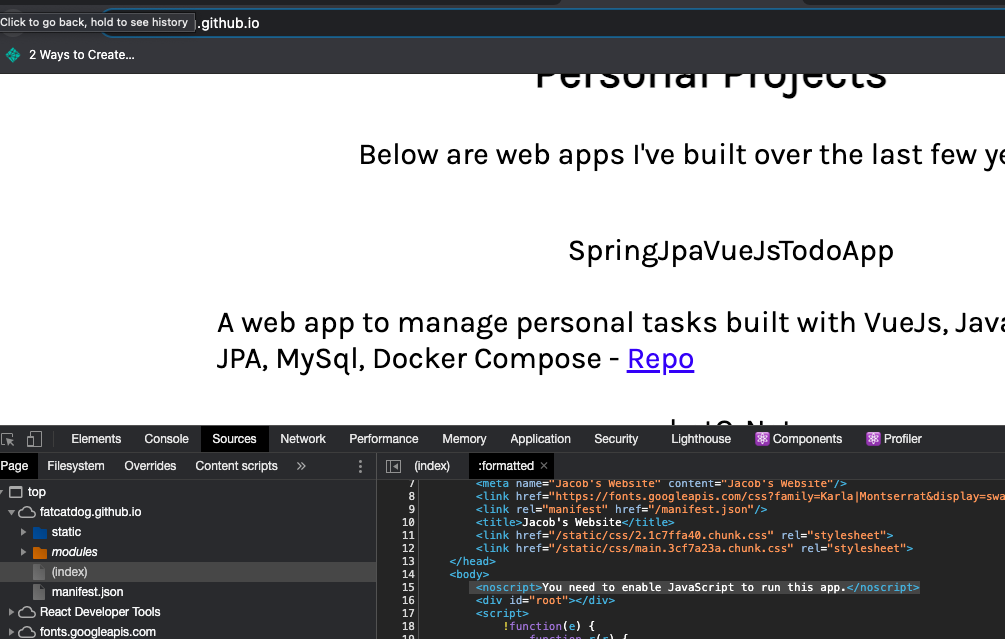 Click to go back, hold to see history .github.io
2 Ways to Create...
Personal Projects
Below are web apps I've built over the last few ye
SpringJpaVueJsTodoApp
A web app to manage personal tasks built with VueJs, Java
JPA, MySql, Docker Compose - Repo
Elements Console Sources Network Performance Memory Application Security Lighthouse Components Profiler
Page Filesystem Overrides Content scripts » (index) :formatted ×
top
fatcatdog.github.io
static
modules
(index)
manifest.json
React Developer Tools
fonts.googleapis.com
7 <meta name="Jacob's Website" content="Jacob's Website"/>
8 <link href="https://fonts.googleapis.com/css?family=Karla|Montserrat&display=swa
9 <link rel="manifest" href="/manifest.json"/>
10 <title>Jacob's Website</title>
11 <link href="/static/css/2.1c7ffa40.chunk.css" rel="stylesheet">
12 <link href="/static/css/main.3cf7a23a.chunk.css" rel="stylesheet">
13 </head>
14 <body>
15 <noscript>You need to enable JavaScript to run this app.</noscript>
16 <div id="root"></div>
17 <script>
18 !function(e) {
19 function r(r) {